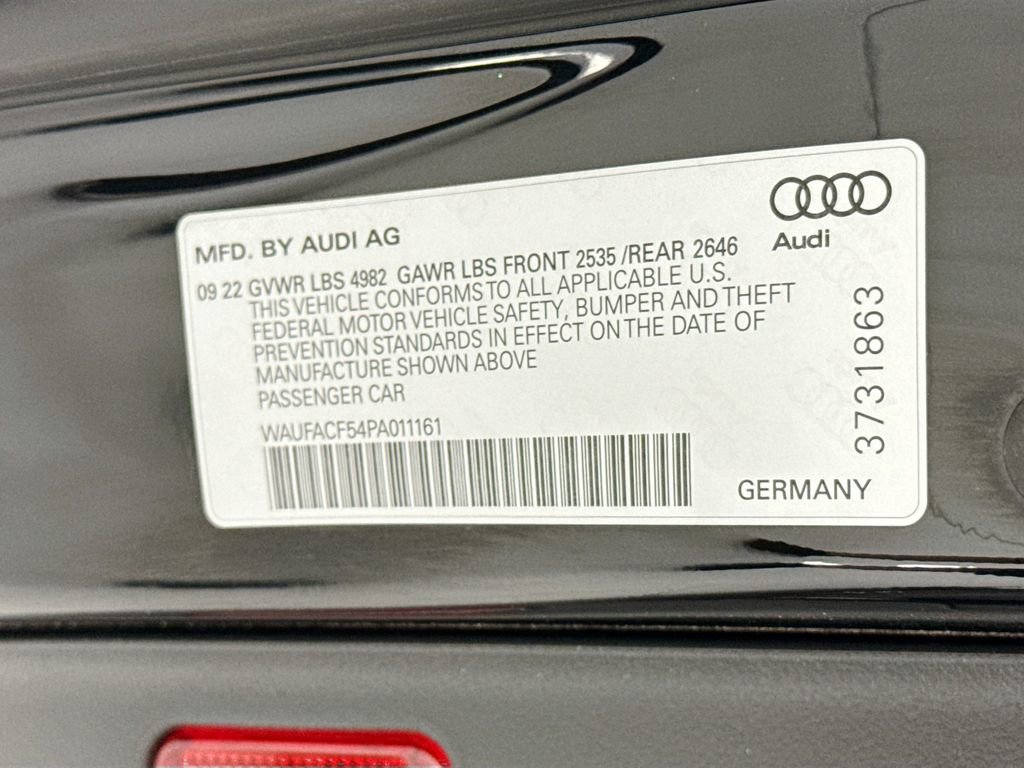 Audi
MFD. BY AUDI AG
09 22 GVWR LBS 4982 GAWR LBS FRONT 2535 /REAR 2646
THIS VEHICLE CONFORMS TO ALL APPLICABLE U.S.
FEDERAL MOTOR VEHICLE SAFETY, BUMPER AND THEFT
PREVENTION STANDARDS IN EFFECT ON THE DATE OF
MANUFACTURE SHOWN ABOVE
PASSENGER CAR
WAUFACF54PA011161
37318863
GERMANY